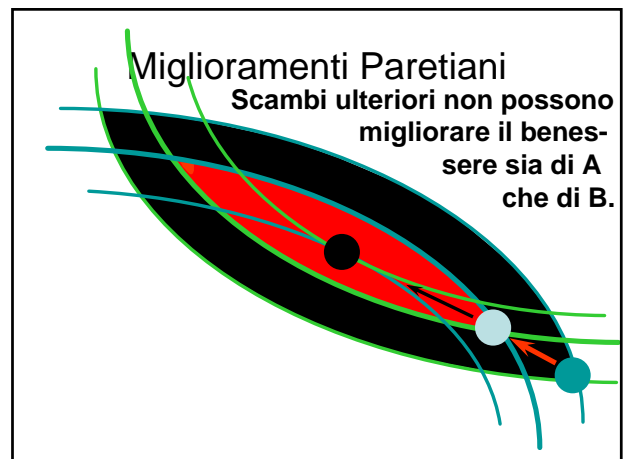 Miglioramenti Paretiani
Scambi ulteriori non possono
migliorare il benes-
sere sia di A
che di B.